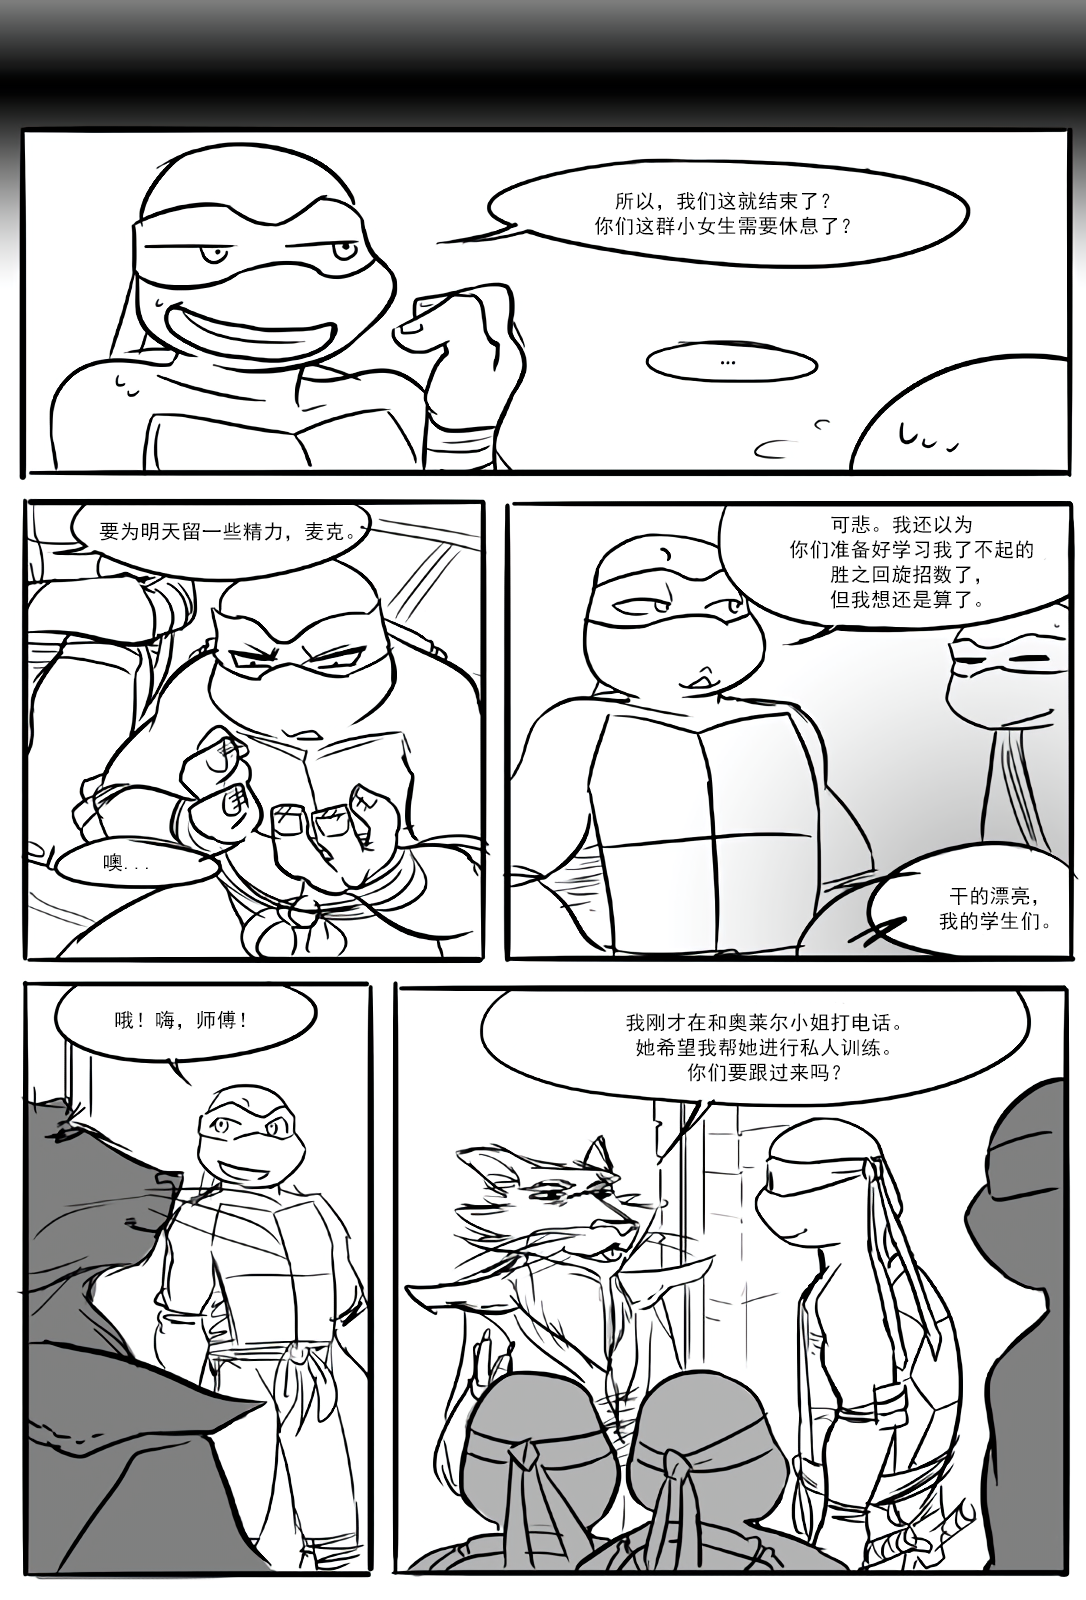 所以，我们这就结束了？
你们这群小女生需要休息了？
...
要为明天留一些精力，麦克。
噢...
可悲。我还以为
你们准备好学习我了不起的
胜之回旋招数了，
但我想还是算了。
干的漂亮，
我的学生们。
哦！嗨，师傅！
我刚才在和奥莱尔小姐打电话。
她希望我帮她进行私人训练。
你们要跟过来吗？